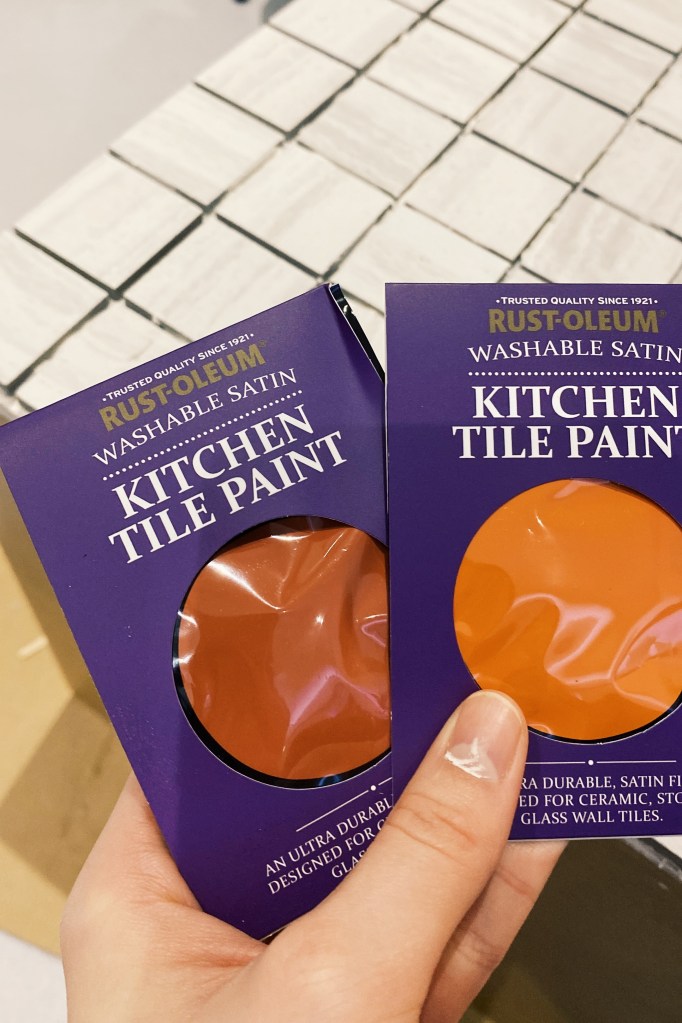 •TRUSTED QUALITY SINCE 1921•
RUST-OLEUM®
WASHABLE SATIN
KITCHEN
TILE PAINT
AN ULTRA DURABL
DESIGNED FOR C
GLAS
•TRUSTED QUALITY SINCE 1921•
RUST-OLEUM®
WASHABLE SATIN
KITCHEN
TILE PAINT
RA DURABLE, SATIN FI
ED FOR CERAMIC, STO
GLASS WALL TILES.